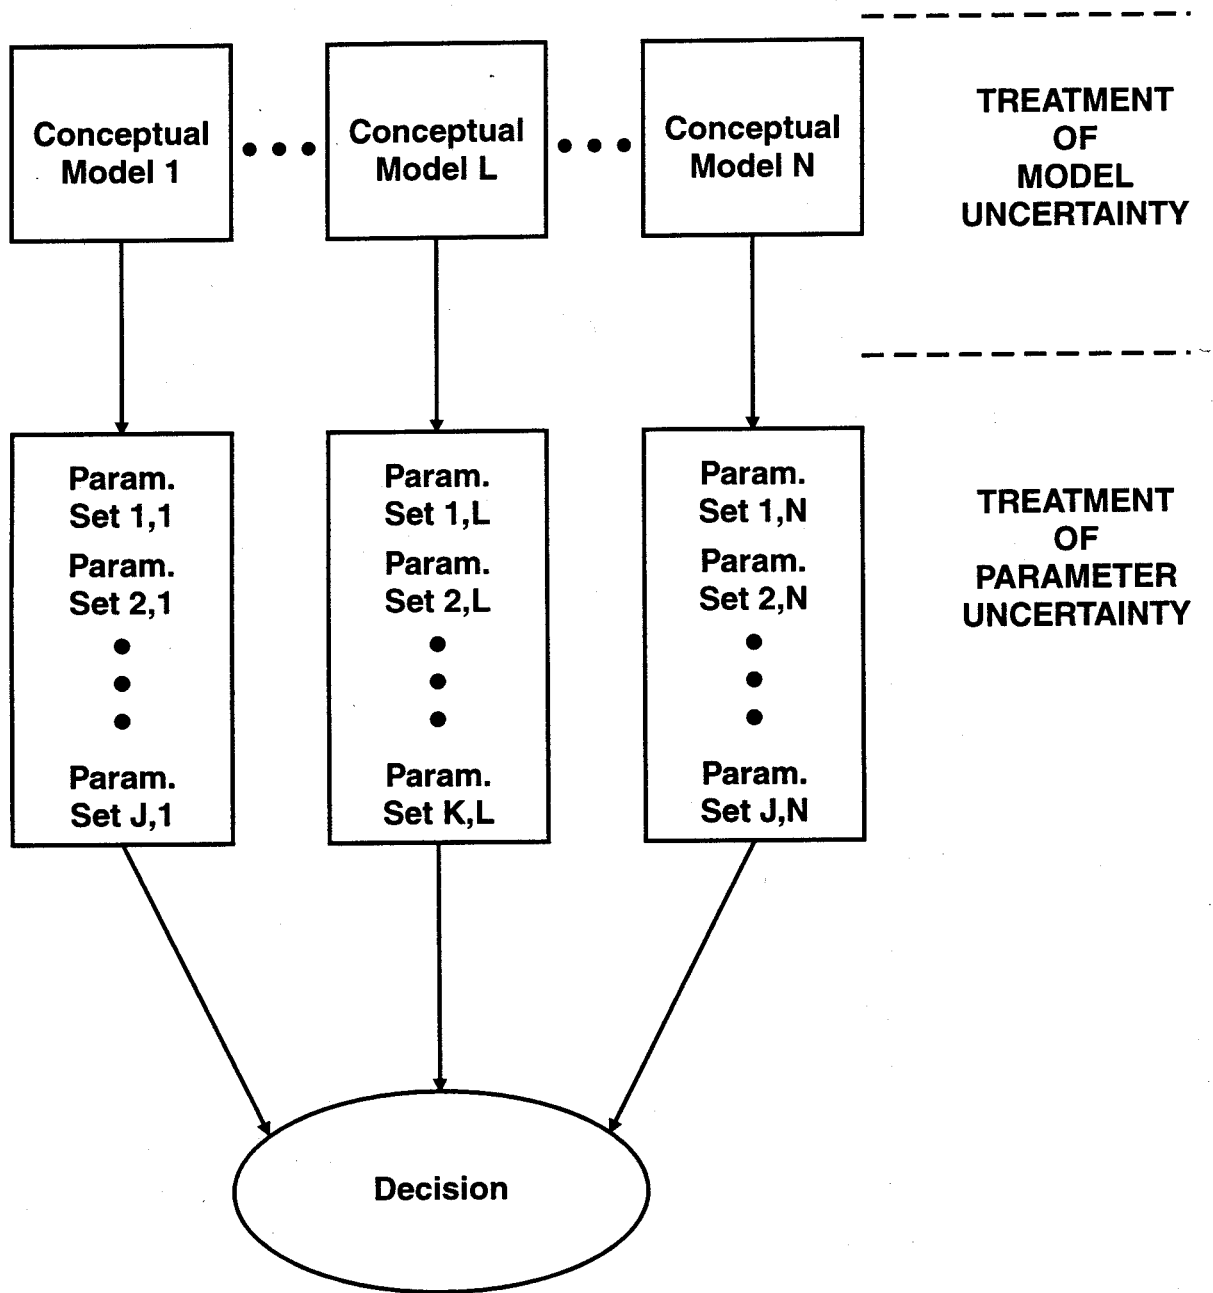 Conceptual
Model 1
Conceptual
Model L
Conceptual
Model N
TREATMENT
OF
MODEL
UNCERTAINTY
Param.
Set 1,1
Param.
Set 2,1
Param.
Set J,1
Param.
Set 1,L
Param.
Set 2,L
Param.
Set K,L
Param.
Set 1,N
Param.
Set 2,N
Param.
Set J,N
TREATMENT
OF
PARAMETER
UNCERTAINTY
Decision